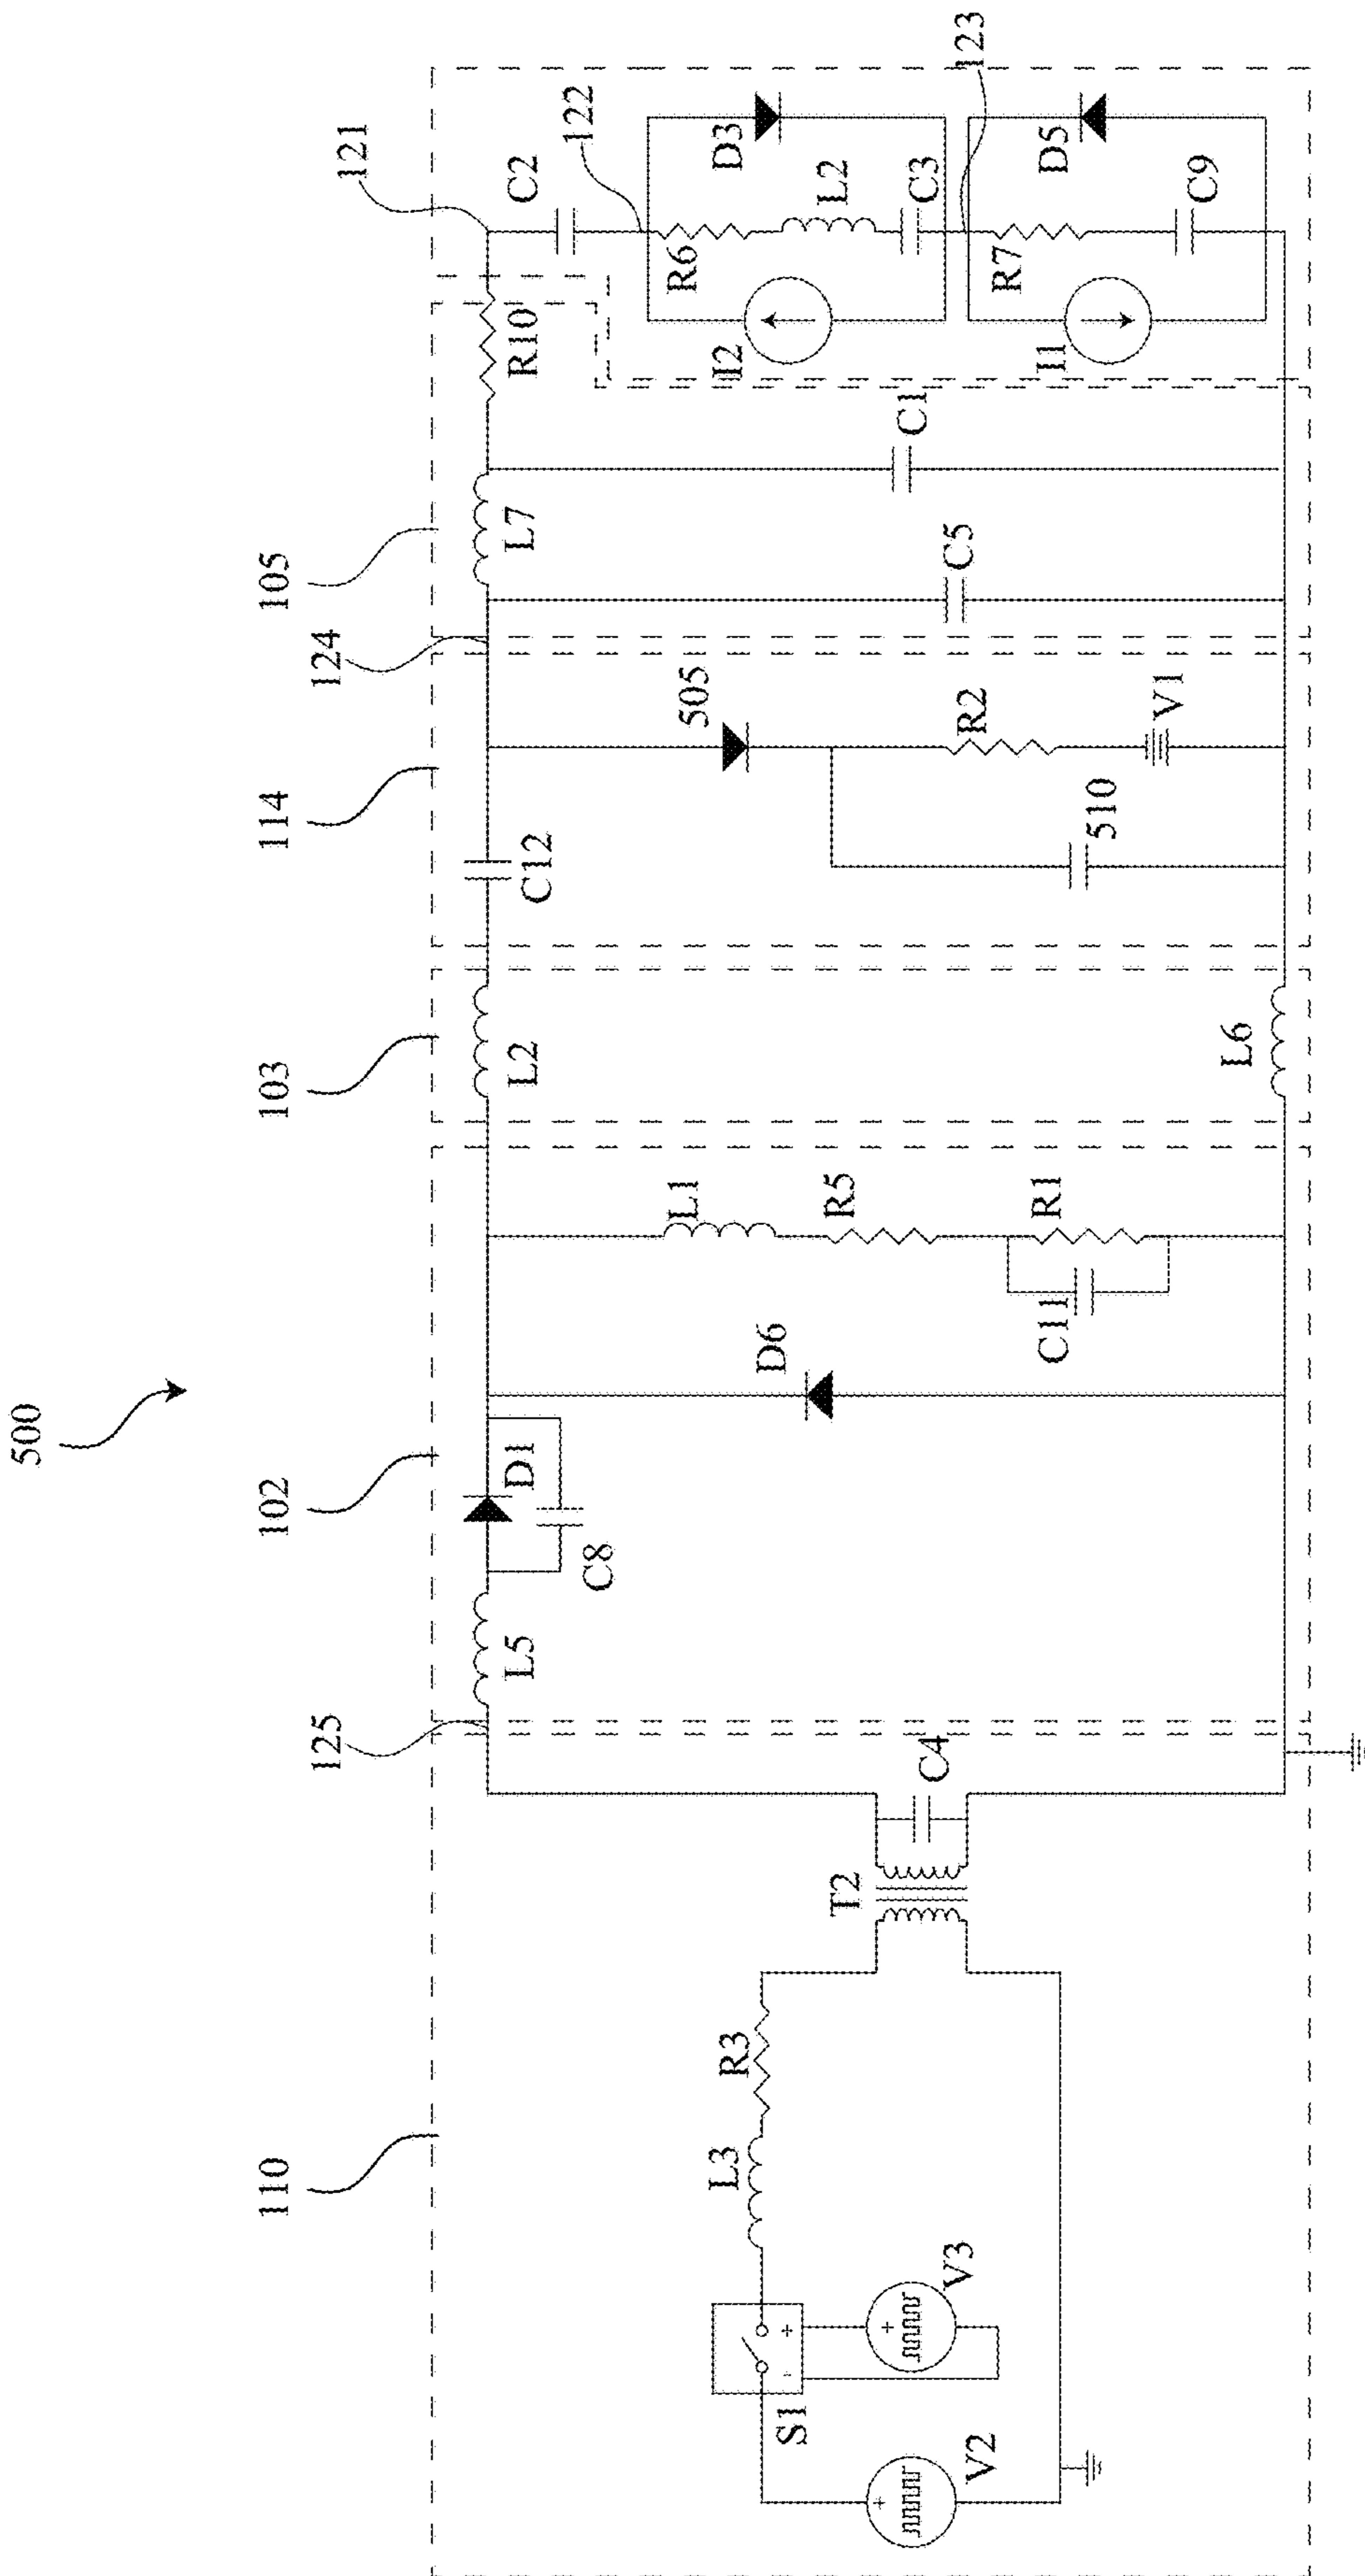 500
110
102
103
114
105
125
124
121
122
123
L5
D1
C8
D6
L1
R5
R1
C11
L2
L6
C12
505
R2
V1
510
L7
C5
C1
R10
C2
R6
L2
C3
D3
I2
R7
C9
D5
I1
C4
T2
R3
L3
S1
- +
+
V3
+
V2